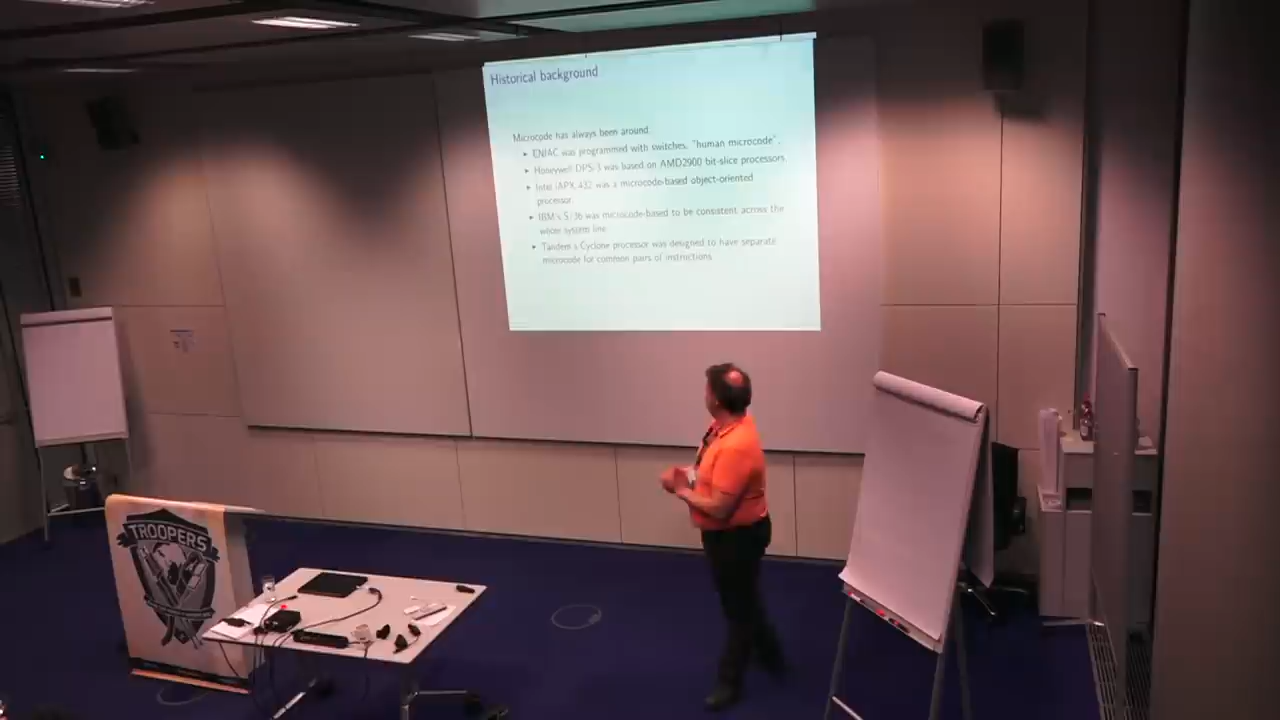 Historical background
Microcode has always been around.
ENIAC was programmed with switches, "human microcode".
Honeywell DPS/3 was based on AMD2900 bit-slice processors.
Intel iAPX 432 was a microcode-based object-oriented
processor.
IBM's S/36 was microcode-based to be consistent across the
whole system line.
Tandem's Cyclone processor was designed to have separate
microcode for common pairs of instructions
TROOPERS